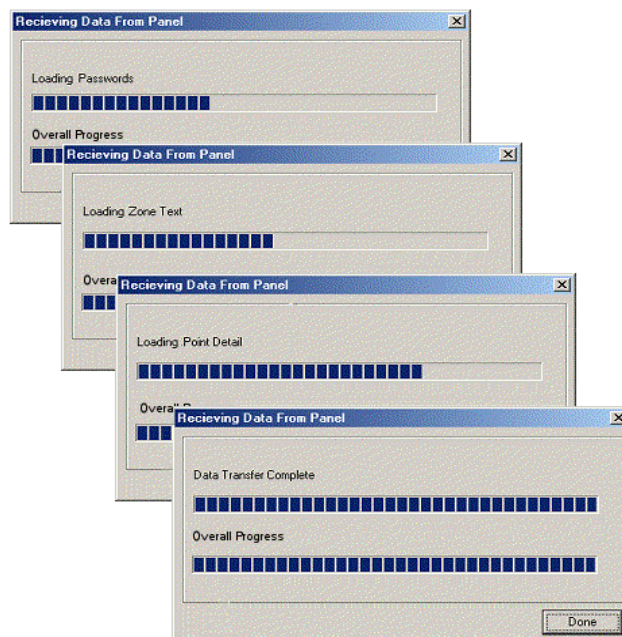 Recieving Data From Panel
Loading Passwords
Overall Progress
Recieving Data From Panel
Loading Zone Text
Recieving Data From Panel
Loading Point Detail
Recieving Data From Panel
Data Transfer Complete
Overall Progress
Done